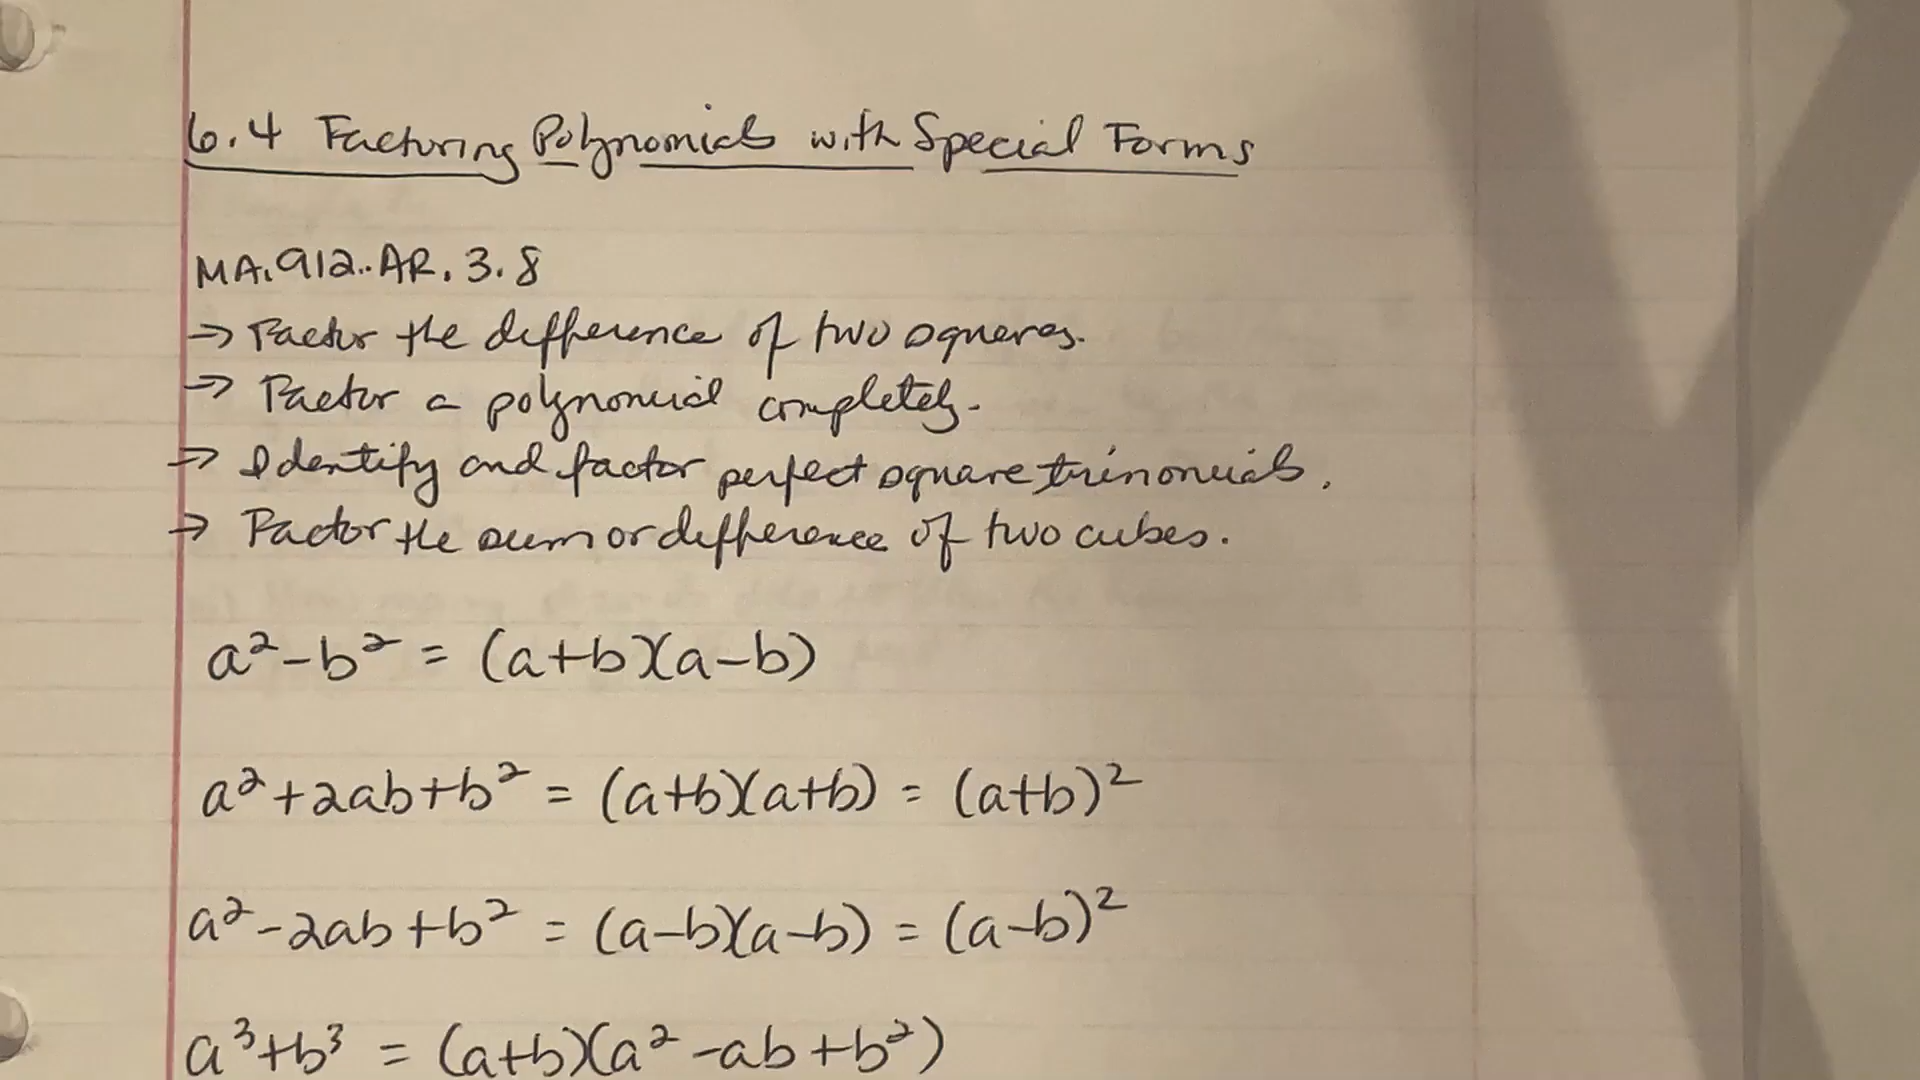 6.4 Factoring Polynomials with Special Forms
MA.912.AR.3.8
→ Factor the difference of two squares.
→ Factor a polynomial completely.
→ Identify and factor perfect square trinomials.
→ Factor the sum or difference of two cubes.
a² - b² = (a+b)(a-b)
a² + 2ab + b² = (a+b)(a+b) = (a+b)²
a² - 2ab + b² = (a-b)(a-b) = (a-b)²
a³ + b³ = (a+b)(a² - ab + b²)